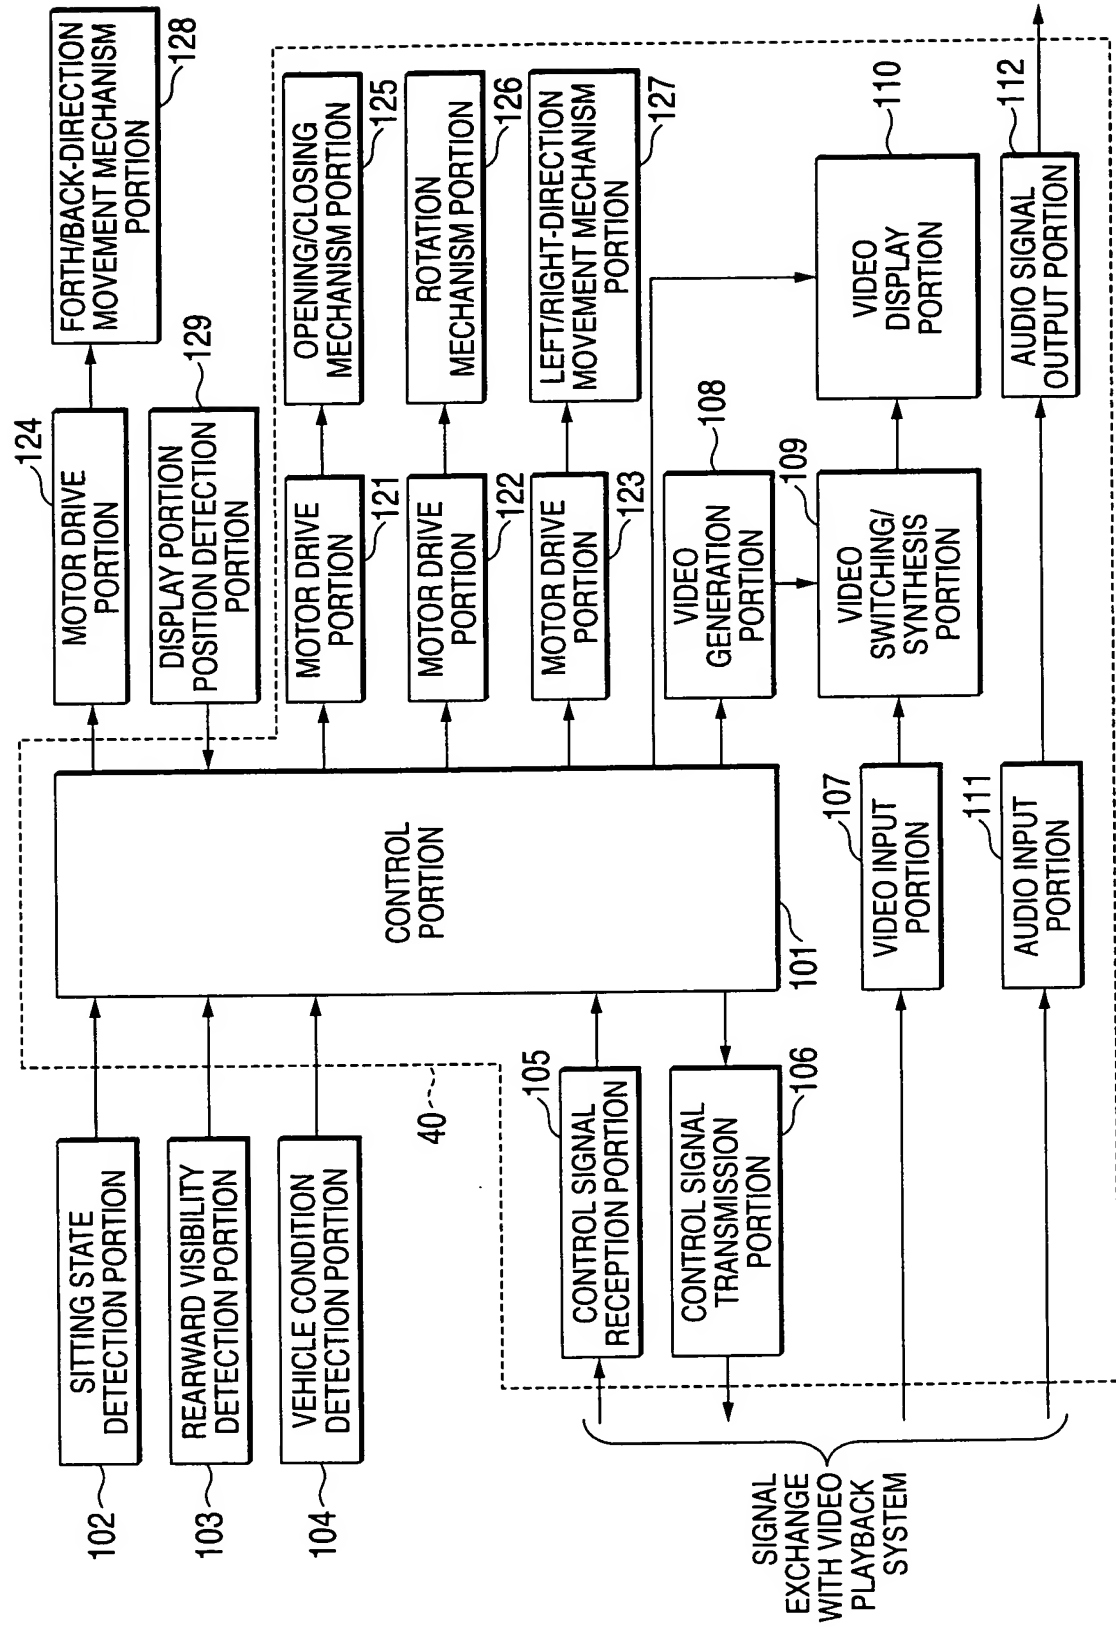 SITTING STATE
DETECTION PORTION
102
REARWARD VISIBILITY
DETECTION PORTION
103
VEHICLE CONDITION
DETECTION PORTION
104
40
CONTROL SIGNAL
RECEPTION PORTION
105
CONTROL SIGNAL
TRANSMISSION
PORTION
106
SIGNAL
EXCHANGE
WITH VIDEO
PLAYBACK
SYSTEM
CONTROL
PORTION
101
VIDEO INPUT
PORTION
107
AUDIO INPUT
PORTION
111
MOTOR DRIVE
PORTION
124
DISPLAY PORTION
POSITION DETECTION
PORTION
129
MOTOR DRIVE
PORTION
121
MOTOR DRIVE
PORTION
122
MOTOR DRIVE
PORTION
123
VIDEO
GENERATION
PORTION
108
VIDEO
SWITCHING/
SYNTHESIS
PORTION
109
FORTH/BACK-DIRECTION
MOVEMENT MECHANISM
PORTION
128
OPENING/CLOSING
MECHANISM PORTION
125
ROTATION
MECHANISM PORTION
126
LEFT/RIGHT-DIRECTION
MOVEMENT MECHANISM
PORTION
127
VIDEO
DISPLAY
PORTION
110
AUDIO SIGNAL
OUTPUT PORTION
112